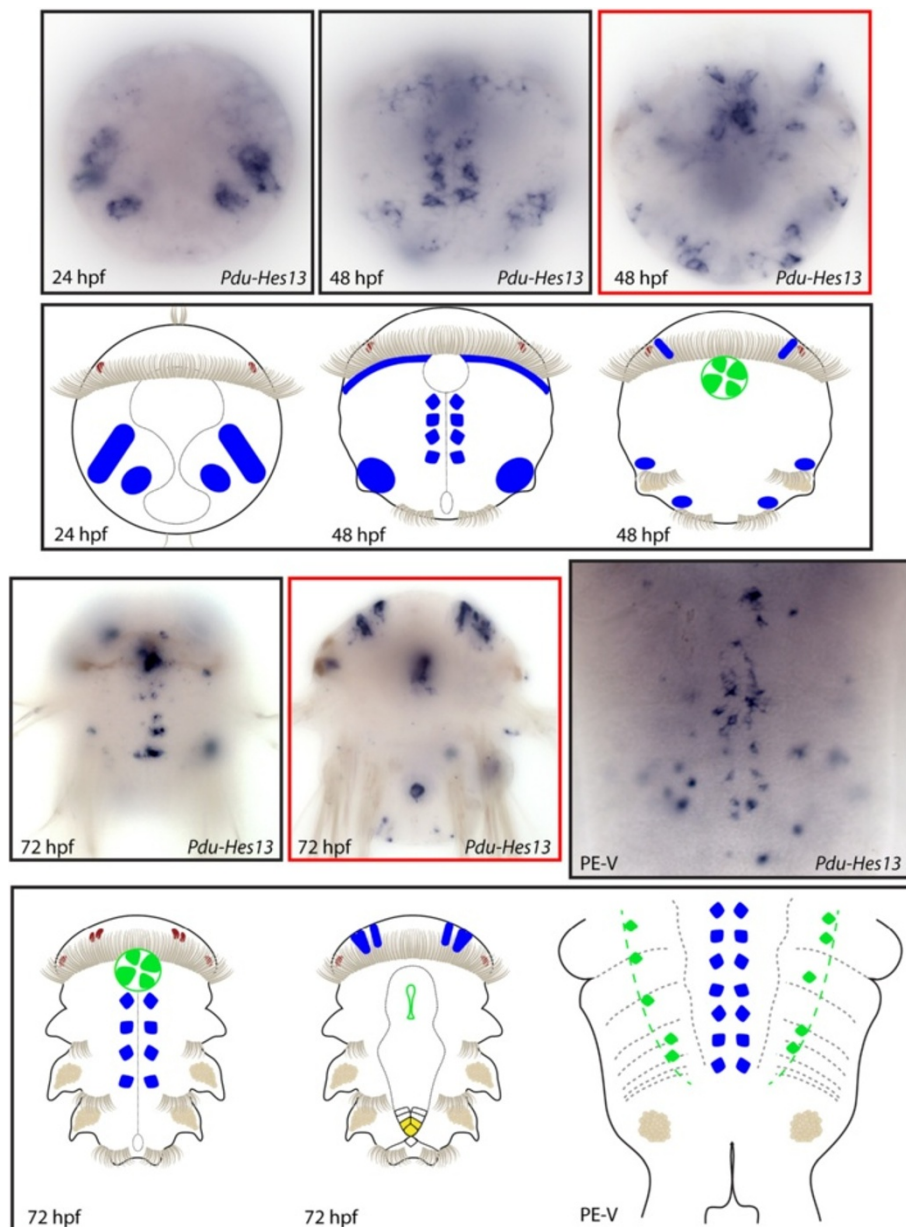 24 hpf Pdu-Hes13
48 hpf Pdu-Hes13
48 hpf Pdu-Hes13
24 hpf
48 hpf
48 hpf
72 hpf Pdu-Hes13
72 hpf Pdu-Hes13
PE-V Pdu-Hes13
72 hpf
72 hpf
PE-V